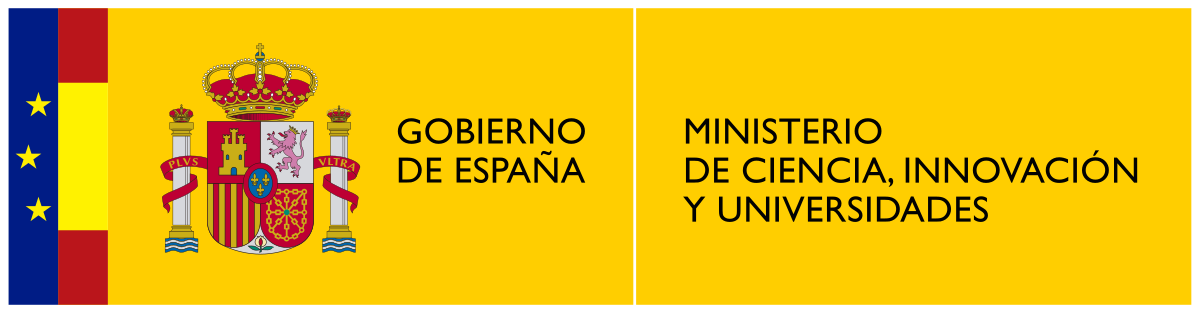 PLVS VLTRA
GOBIERNO
DE ESPAÑA
MINISTERIO
DE CIENCIA, INNOVACIÓN
Y UNIVERSIDADES